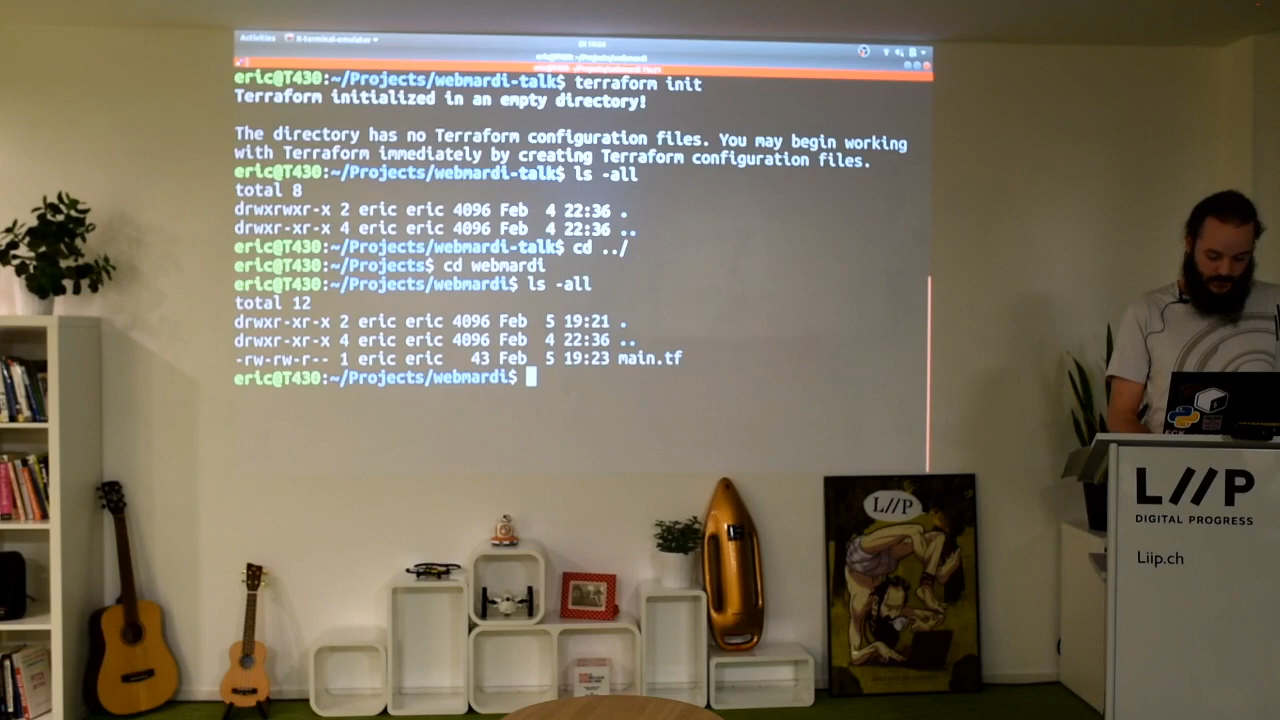 Activities X-terminal-emulator
eric@T430:~/Projects/webmardi-talk$ terraform init
Terraform initialized in an empty directory!
The directory has no Terraform configuration files. You may begin working
with Terraform immediately by creating Terraform configuration files.
eric@T430:~/Projects/webmardi-talk$ ls -all
total 8
drwxrwxr-x 2 eric eric 4096 Feb  4 22:36 .
drwxr-xr-x 4 eric eric 4096 Feb  4 22:36 ..
eric@T430:~/Projects/webmardi-talk$ cd ../
eric@T430:~/Projects$ cd webmardi
eric@T430:~/Projects/webmardi$ ls -all
total 12
drwxr-xr-x 2 eric eric 4096 Feb  5 19:21 .
drwxr-xr-x 4 eric eric 4096 Feb  4 22:36 ..
-rw-rw-r-- 1 eric eric   43 Feb  5 19:23 main.tf
eric@T430:~/Projects/webmardi$
L//P
L//P
DIGITAL PROGRESS
Liip.ch